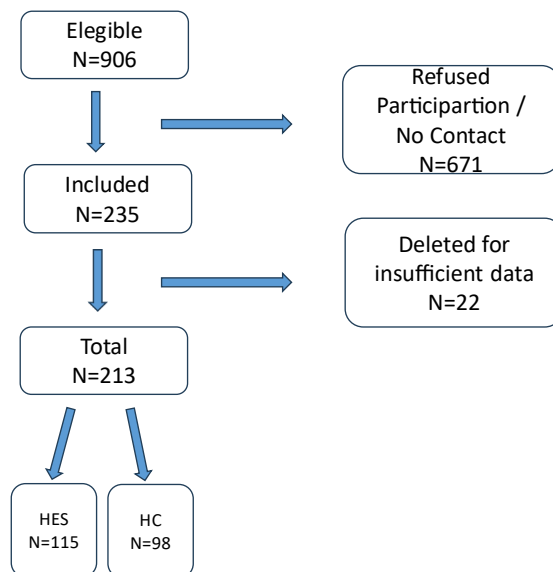 Elegible
N=906
Refused
Participartion /
No Contact
N=671
Included
N=235
Deleted for
insufficient data
N=22
Total
N=213
HES
N=115
HC
N=98